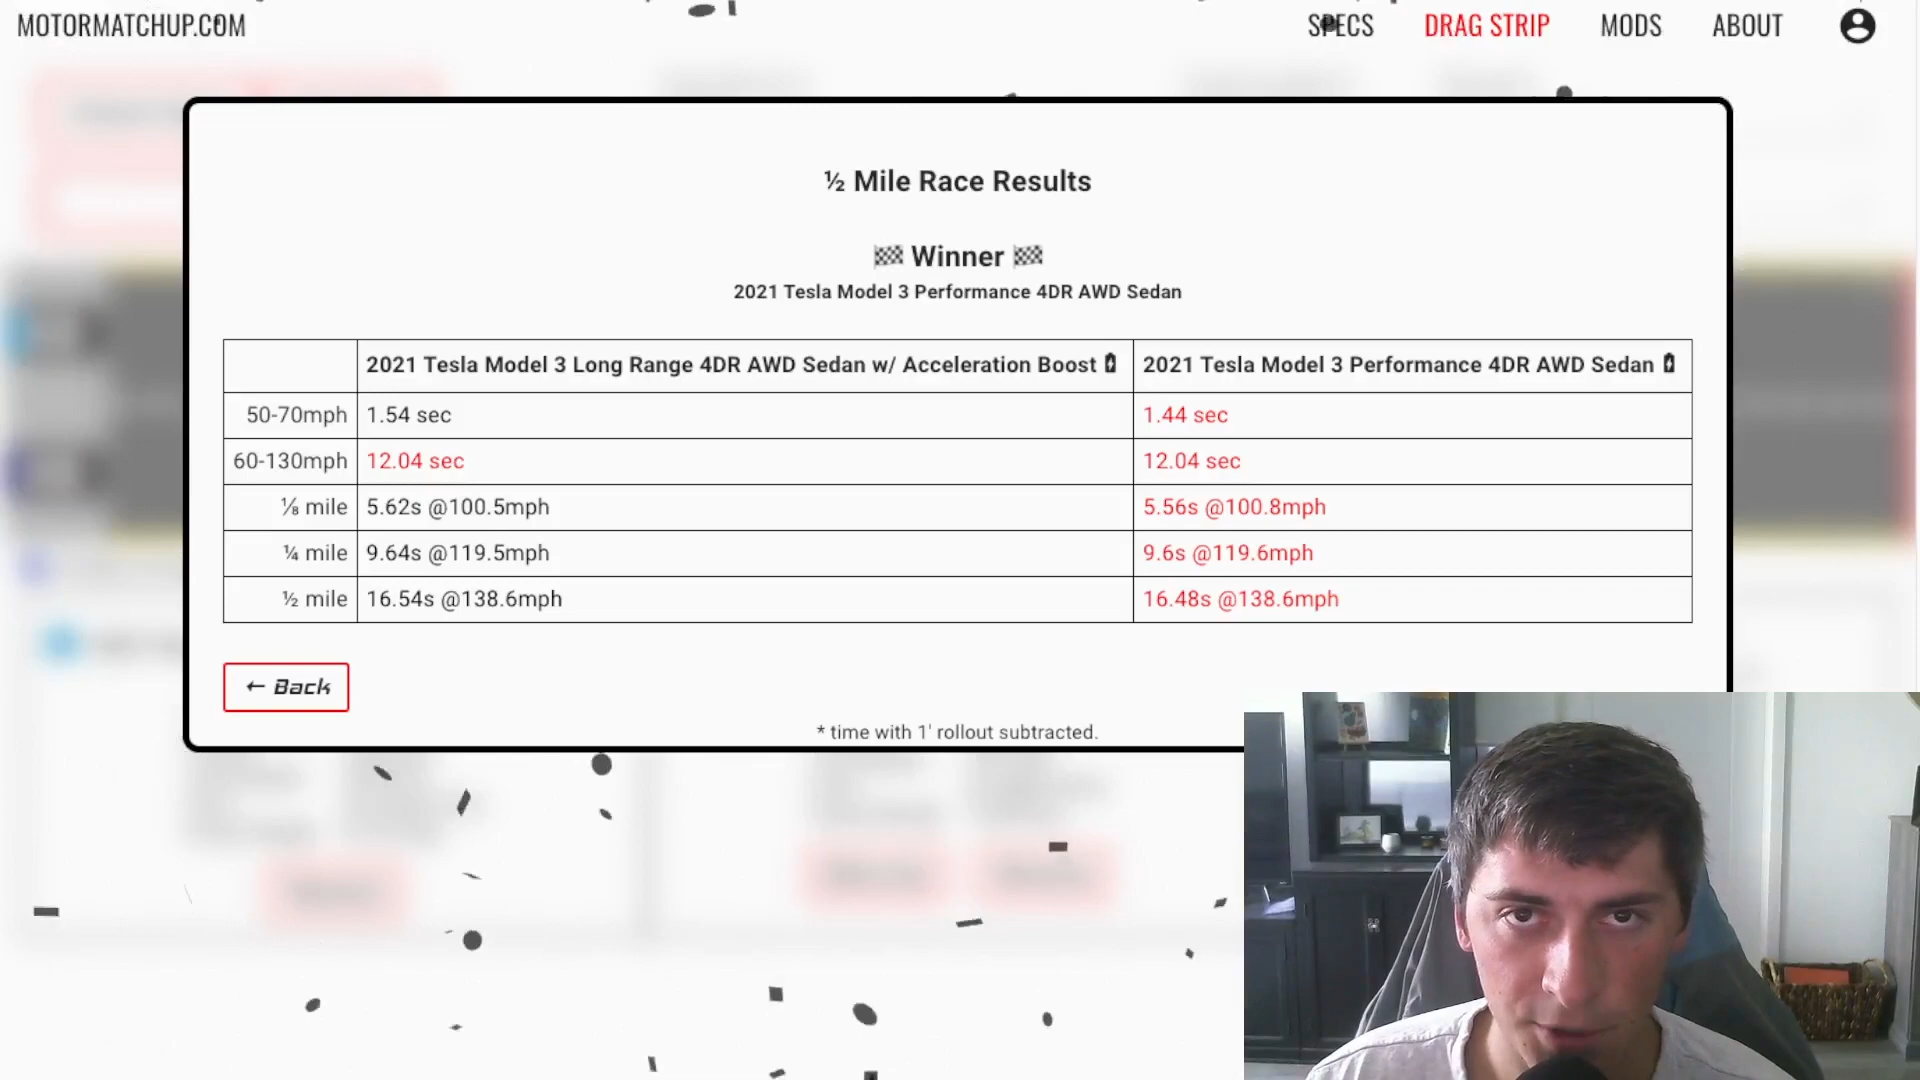 MOTORMATCHUP.COM
SPECS
DRAG STRIP
MODS
ABOUT
½ Mile Race Results
Winner
2021 Tesla Model 3 Performance 4DR AWD Sedan
2021 Tesla Model 3 Long Range 4DR AWD Sedan w/ Acceleration Boost
2021 Tesla Model 3 Performance 4DR AWD Sedan
50-70mph 1.54 sec 1.44 sec
60-130mph 12.04 sec 12.04 sec
⅛ mile 5.62s @100.5mph 5.56s @100.8mph
¼ mile 9.64s @119.5mph 9.6s @119.6mph
½ mile 16.54s @138.6mph 16.48s @138.6mph
← Back
* time with 1' rollout subtracted.